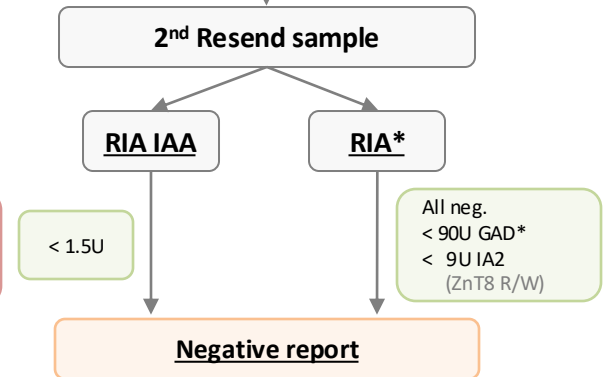 2nd Resend sample
RIA IAA
RIA*
< 1.5U
All neg.
< 90U GAD*
< 9U IA2
(ZnT8 R/W)
Negative report